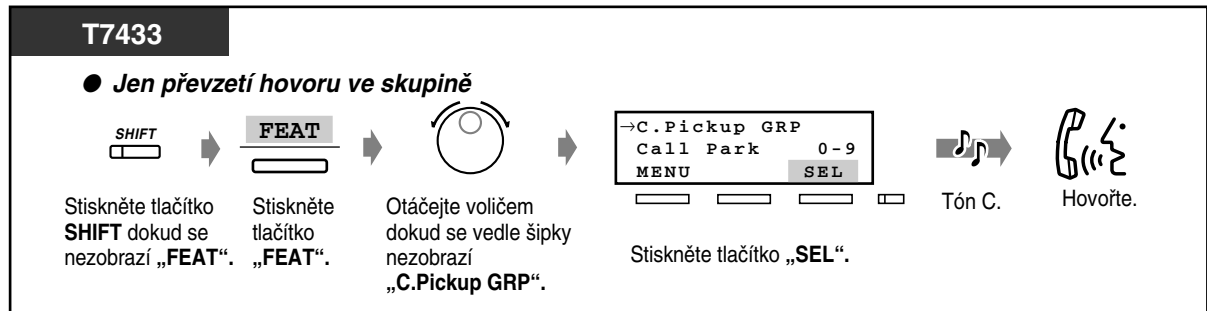 T7433
● Jen převzetí hovoru ve skupině
SHIFT
Stiskněte tlačítko
SHIFT dokud se
nezobrazí „FEAT“.
FEAT
Stiskněte
tlačítko
„FEAT“.
Otáčejte voličem
dokud se vedle šipky
nezobrazí
„C.Pickup GRP“.
→C.Pickup GRP
Call Park 0-9
MENU SEL
Stiskněte tlačítko „SEL“.
Tón C.
Hovořte.